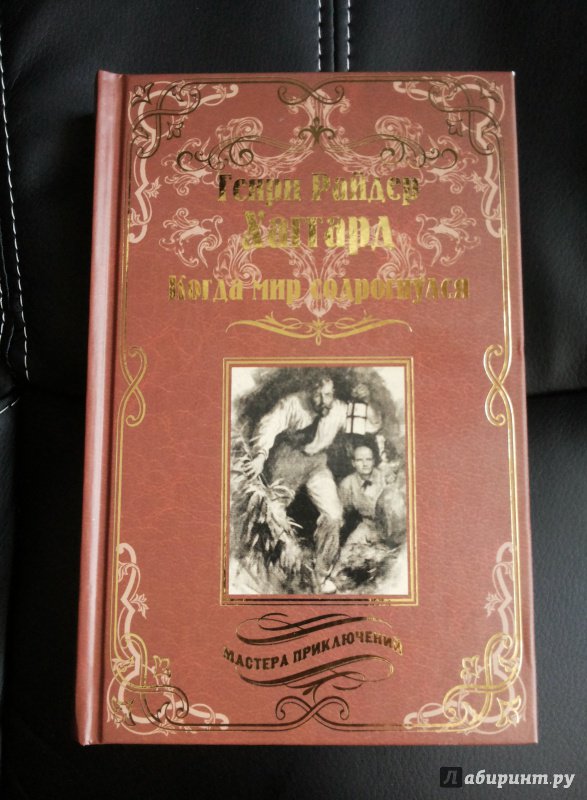 Генри Райдер
Хаггард
Когда мир содрогнулся
МАСТЕРА ПРИКЛЮЧЕНИЙ
Лабиринт.ру